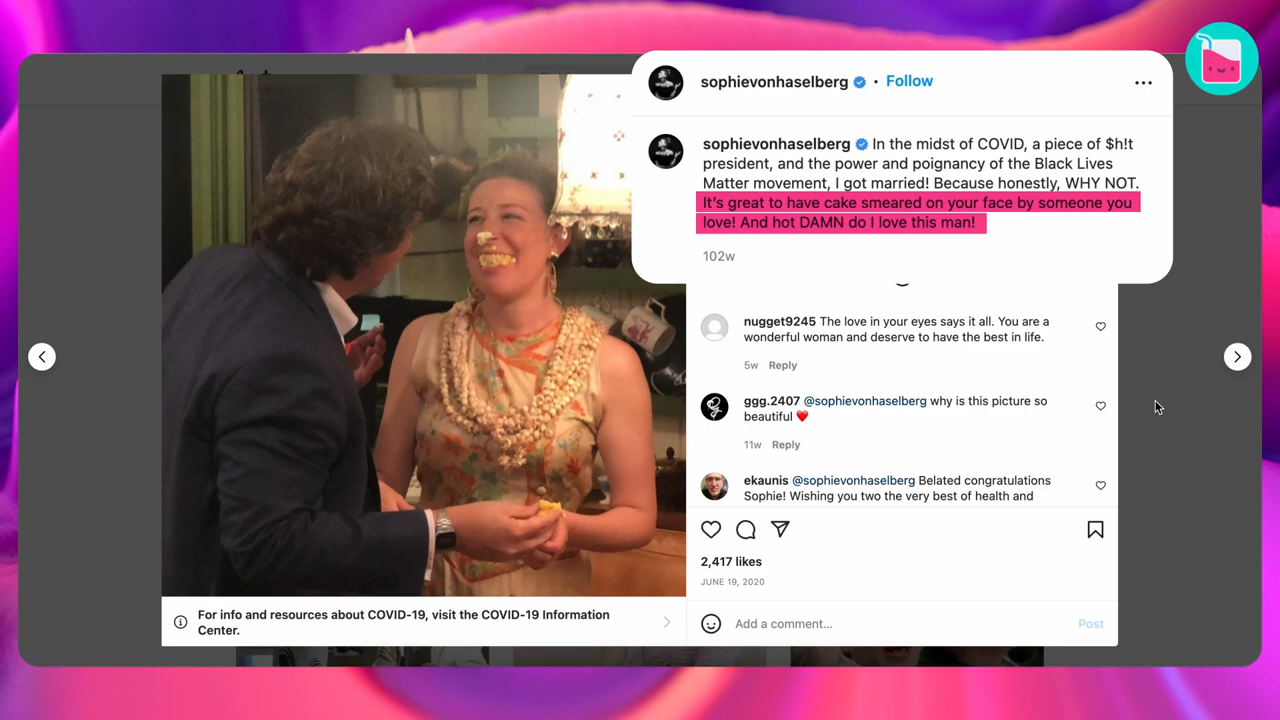 sophievonhaselberg • Follow
sophievonhaselberg In the midst of COVID, a piece of $h!t
president, and the power and poignancy of the Black Lives
Matter movement, I got married! Because honestly, WHY NOT.
It's great to have cake smeared on your face by someone you
love! And hot DAMN do I love this man!
102w
nugget9245 The love in your eyes says it all. You are a
wonderful woman and deserve to have the best in life.
5w Reply
ggg.2407 @sophievonhaselberg why is this picture so
beautiful ❤️
11w Reply
ekaunis @sophievonhaselberg Belated congratulations
Sophie! Wishing you two the very best of health and
2,417 likes
JUNE 19, 2020
Add a comment... Post
For info and resources about COVID-19, visit the COVID-19 Information
Center.